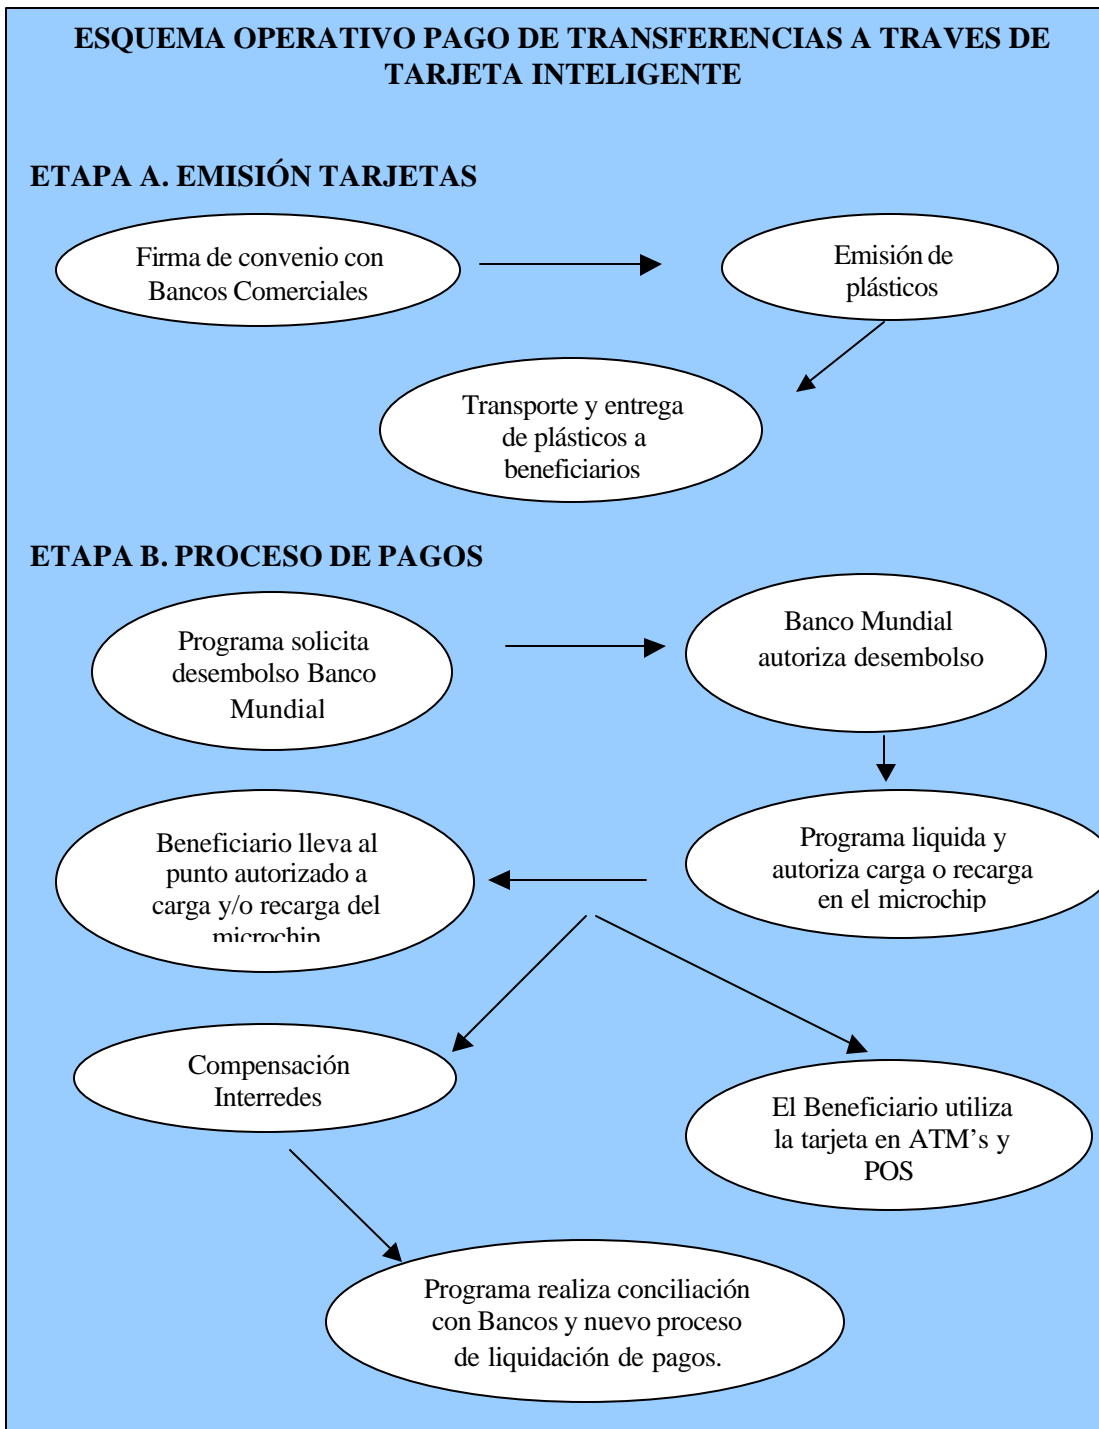 ESQUEMA OPERATIVO PAGO DE TRANSFERENCIAS A TRAVES DE
TARJETA INTELIGENTE
ETAPA A. EMISIÓN TARJETAS
Firma de convenio con
Bancos Comerciales
Emisión de
plásticos
Transporte y entrega
de plásticos a
beneficiarios
ETAPA B. PROCESO DE PAGOS
Programa solicita
desembolso Banco
Mundial
Banco Mundial
autoriza desembolso
Programa liquida y
autoriza carga o recarga
en el microchip
Beneficiario lleva al
punto autorizado a
carga y/o recarga del
microchip
Compensación
Interredes
El Beneficiario utiliza
la tarjeta en ATM’s y
POS
Programa realiza conciliación
con Bancos y nuevo proceso
de liquidación de pagos.